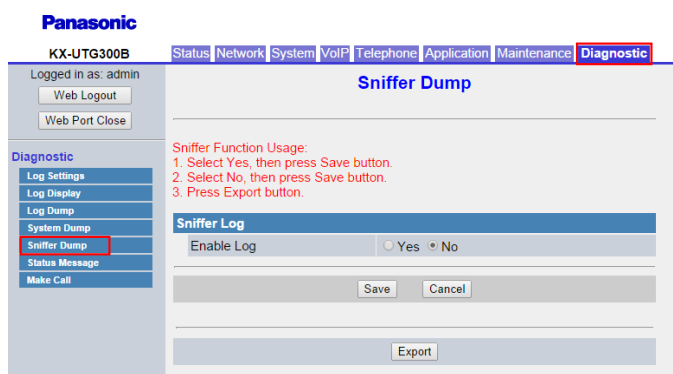 Panasonic
KX-UTG300B
Status Network System VoIP Telephone Application Maintenance Diagnostic
Logged in as: admin
Web Logout
Web Port Close
Diagnostic
Log Settings
Log Display
Log Dump
System Dump
Sniffer Dump
Status Message
Make Call
Sniffer Dump
Sniffer Function Usage:
1. Select Yes, then press Save button.
2. Select No, then press Save button.
3. Press Export button.
Sniffer Log
Enable Log Yes No
Save Cancel
Export